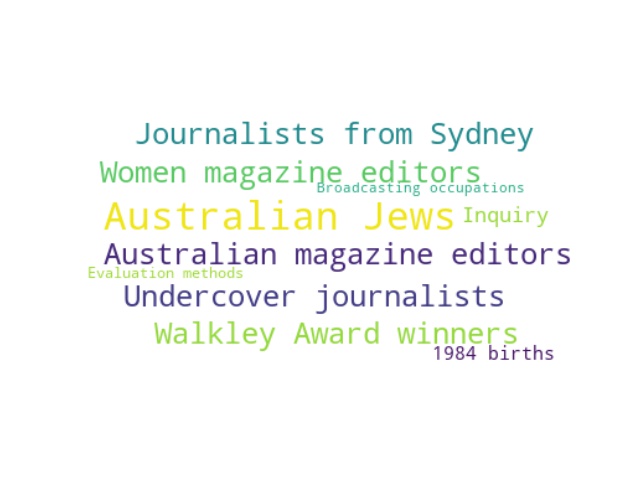 Journalists from Sydney
Women magazine editors
Broadcasting occupations
Australian Jews
Inquiry
Australian magazine editors
Evaluation methods
Undercover journalists
Walkley Award winners
1984 births